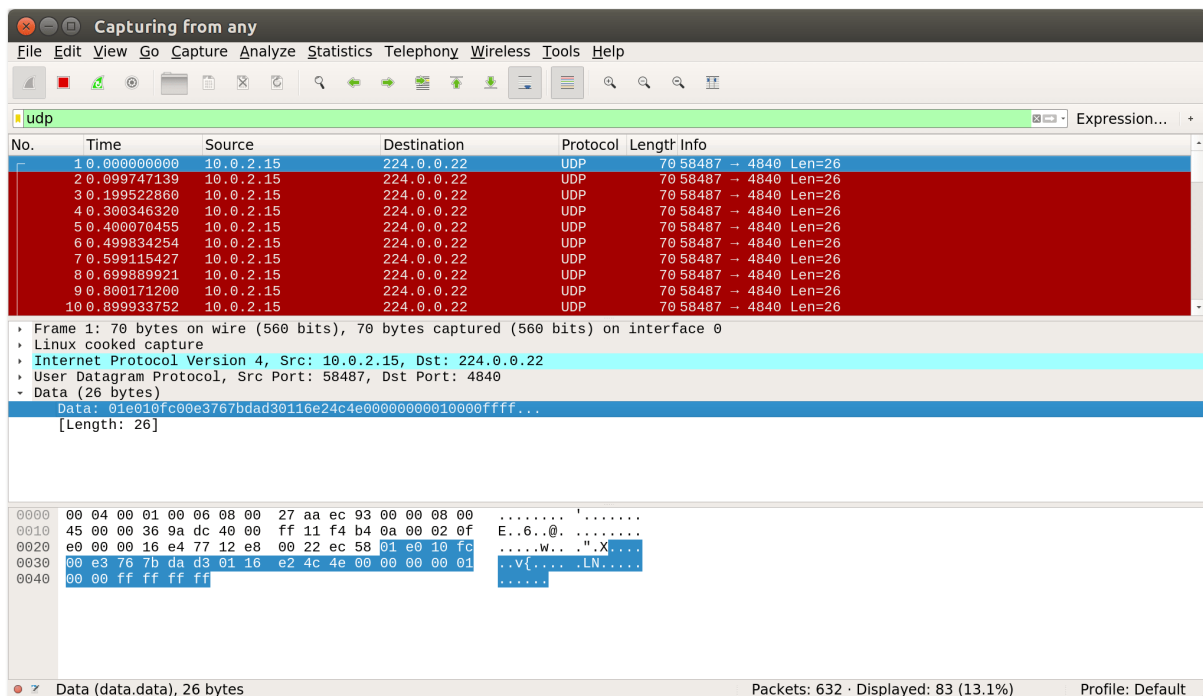 Capturing from any
File Edit View Go Capture Analyze Statistics Telephony Wireless Tools Help
udp Expression... +
No. Time Source Destination Protocol Length Info
1 0.000000000 10.0.2.15 224.0.0.22 UDP 70 58487 → 4840 Len=26
2 0.099747139 10.0.2.15 224.0.0.22 UDP 70 58487 → 4840 Len=26
3 0.199522860 10.0.2.15 224.0.0.22 UDP 70 58487 → 4840 Len=26
4 0.300346320 10.0.2.15 224.0.0.22 UDP 70 58487 → 4840 Len=26
5 0.400070455 10.0.2.15 224.0.0.22 UDP 70 58487 → 4840 Len=26
6 0.499834254 10.0.2.15 224.0.0.22 UDP 70 58487 → 4840 Len=26
7 0.599115427 10.0.2.15 224.0.0.22 UDP 70 58487 → 4840 Len=26
8 0.699889921 10.0.2.15 224.0.0.22 UDP 70 58487 → 4840 Len=26
9 0.800171200 10.0.2.15 224.0.0.22 UDP 70 58487 → 4840 Len=26
10 0.899933752 10.0.2.15 224.0.0.22 UDP 70 58487 → 4840 Len=26
Frame 1: 70 bytes on wire (560 bits), 70 bytes captured (560 bits) on interface 0
Linux cooked capture
Internet Protocol Version 4, Src: 10.0.2.15, Dst: 224.0.0.22
User Datagram Protocol, Src Port: 58487, Dst Port: 4840
Data (26 bytes)
Data: 01e010fc00e3767bdad30116e24c4e00000000010000ffff...
[Length: 26]
0000 00 04 00 01 00 06 08 00 27 aa ec 93 00 00 08 00 ........ '.......
0010 45 00 00 36 9a dc 40 00 ff 11 f4 b4 0a 00 02 0f E..6..@. ........
0020 e0 00 00 16 e4 77 12 e8 00 22 ec 58 01 e0 10 fc .....w.. .".X....
0030 00 e3 76 7b da d3 01 16 e2 4c 4e 00 00 00 00 01 ..v{.... .LN.....
0040 00 00 ff ff ff ff ......
Data (data.data), 26 bytes Packets: 632 · Displayed: 83 (13.1%) Profile: Default